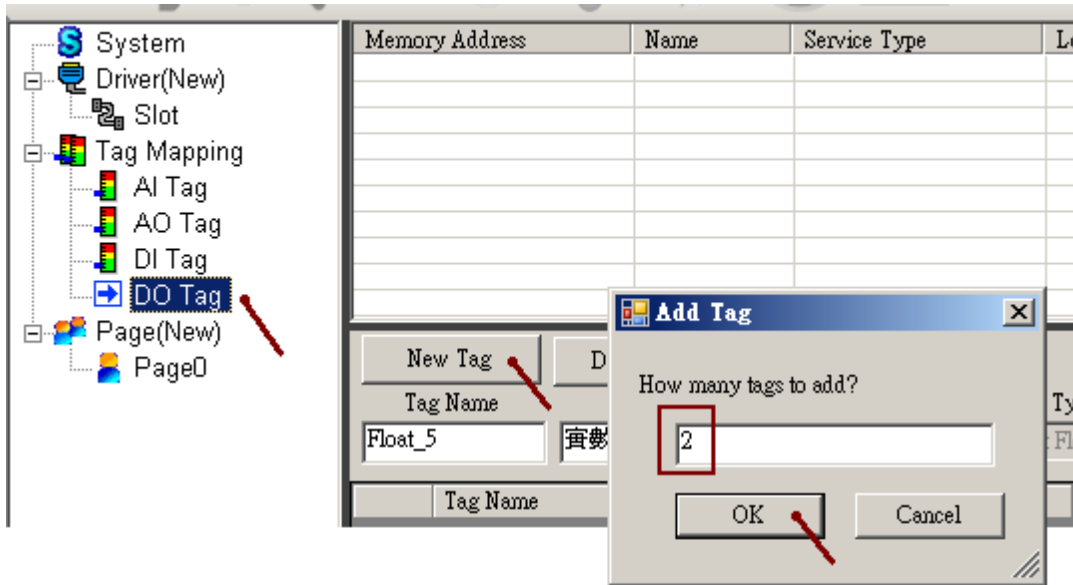 System
Driver(New)
Slot
Tag Mapping
AI Tag
AO Tag
DI Tag
DO Tag
Page(New)
Page0
Memory Address Name Service Type
New Tag D
Tag Name
Float_5
Tag Name
Add Tag
How many tags to add?
2
OK Cancel